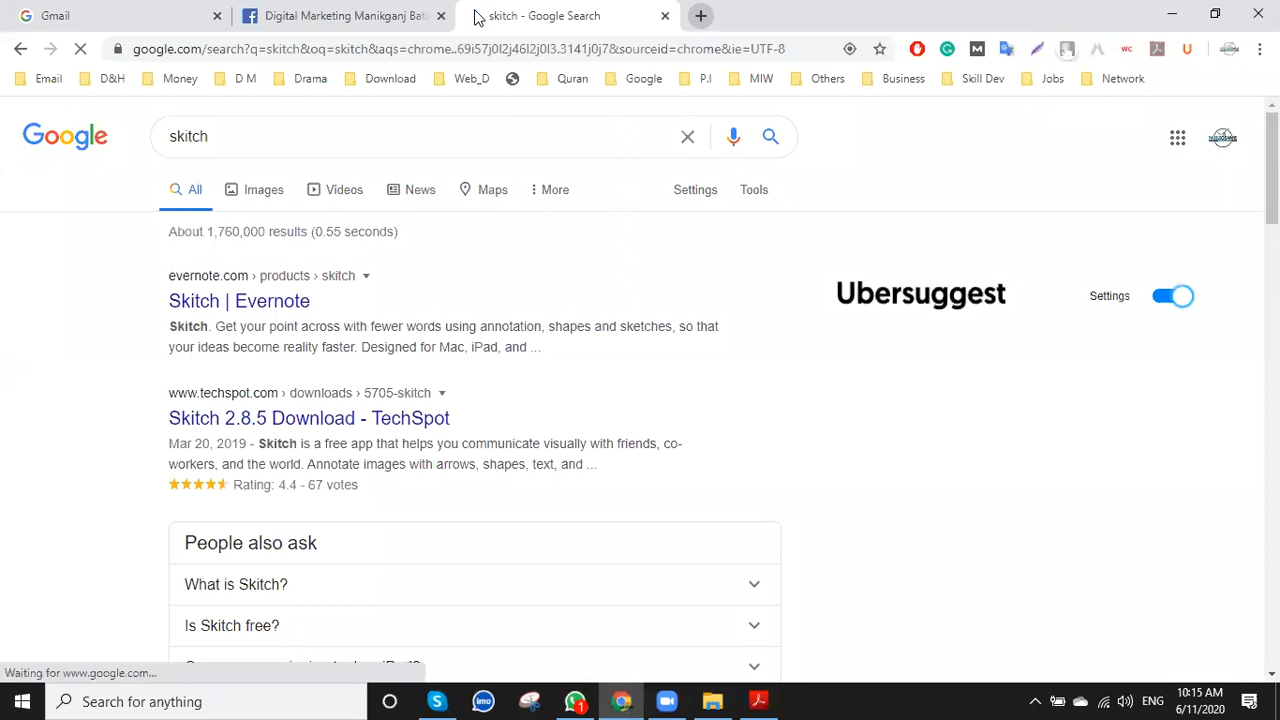 Gmail
Digital Marketing Manikganj Bat
skitch - Google Search
google.com/search?q=skitch&oq=skitch&aqs=chrome..69i57j0l2j46l2j0l3.3141j0j7&sourceid=chrome&ie=UTF-8
Email
D&H
Money
D M
Drama
Download
Web_D
Quran
Google
P.I
MIW
Others
Business
Skill Dev
Jobs
Network
Google
skitch
All
Images
Videos
News
Maps
More
Settings
Tools
About 1,760,000 results (0.55 seconds)
evernote.com › products › skitch
Skitch | Evernote
Skitch. Get your point across with fewer words using annotation, shapes and sketches, so that
your ideas become reality faster. Designed for Mac, iPad, and ...
Ubersuggest
Settings
www.techspot.com › downloads › 5705-skitch
Skitch 2.8.5 Download - TechSpot
Mar 20, 2019 - Skitch is a free app that helps you communicate visually with friends, co-
workers, and the world. Annotate images with arrows, shapes, text, and ...
Rating: 4.4 - 67 votes
People also ask
What is Skitch?
Is Skitch free?
Waiting for www.google.com...
Search for anything
imo
1
ENG
10:15 AM
6/11/2020